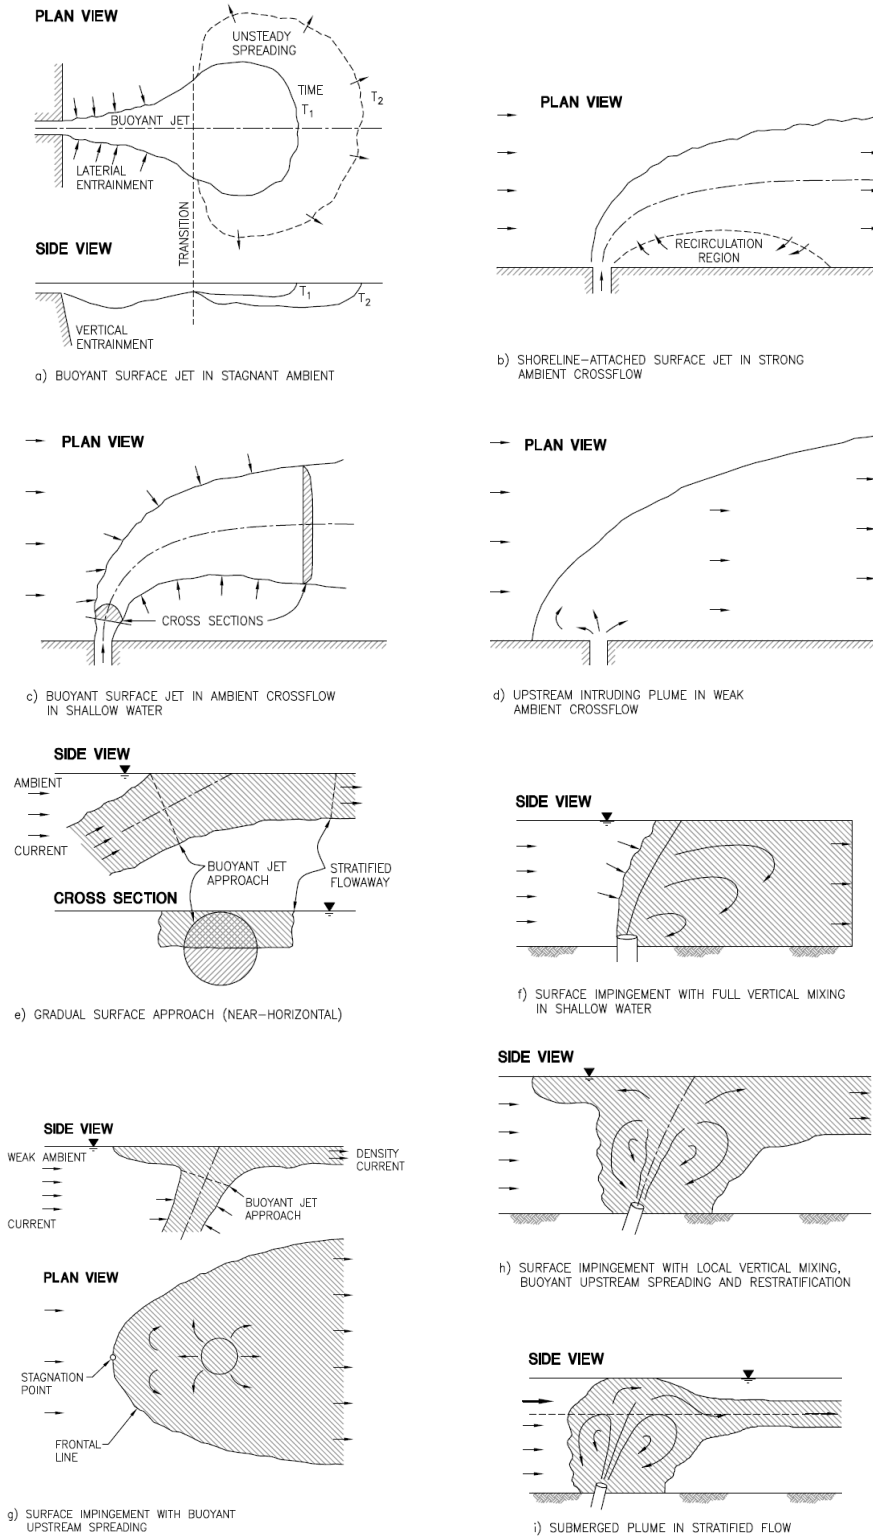 PLAN VIEW
UNSTEADY
SPREADING
TIME
T1
T2
BUOYANT JET
LATERIAL
ENTRAINMENT
TRANSITION
SIDE VIEW
T1
T2
VERTICAL
ENTRAINMENT
a) BUOYANT SURFACE JET IN STAGNANT AMBIENT
PLAN VIEW
RECIRCULATION
REGION
b) SHORELINE-ATTACHED SURFACE JET IN STRONG
AMBIENT CROSSFLOW
PLAN VIEW
CROSS SECTIONS
c) BUOYANT SURFACE JET IN AMBIENT CROSSFLOW
IN SHALLOW WATER
PLAN VIEW
d) UPSTREAM INTRUDING PLUME IN WEAK
AMBIENT CROSSFLOW
SIDE VIEW
AMBIENT
CURRENT
BUOYANT JET
APPROACH
STRATIFIED
FLOWAWAY
CROSS SECTION
e) GRADUAL SURFACE APPROACH (NEAR-HORIZONTAL)
SIDE VIEW
f) SURFACE IMPINGEMENT WITH FULL VERTICAL MIXING
IN SHALLOW WATER
SIDE VIEW
WEAK AMBIENT
CURRENT
DENSITY
CURRENT
BUOYANT JET
APPROACH
PLAN VIEW
STAGNATION
POINT
FRONTAL
LINE
g) SURFACE IMPINGEMENT WITH BUOYANT
UPSTREAM SPREADING
SIDE VIEW
h) SURFACE IMPINGEMENT WITH LOCAL VERTICAL MIXING,
BUOYANT UPSTREAM SPREADING AND RESTRATIFICATION
SIDE VIEW
i) SUBMERGED PLUME IN STRATIFIED FLOW